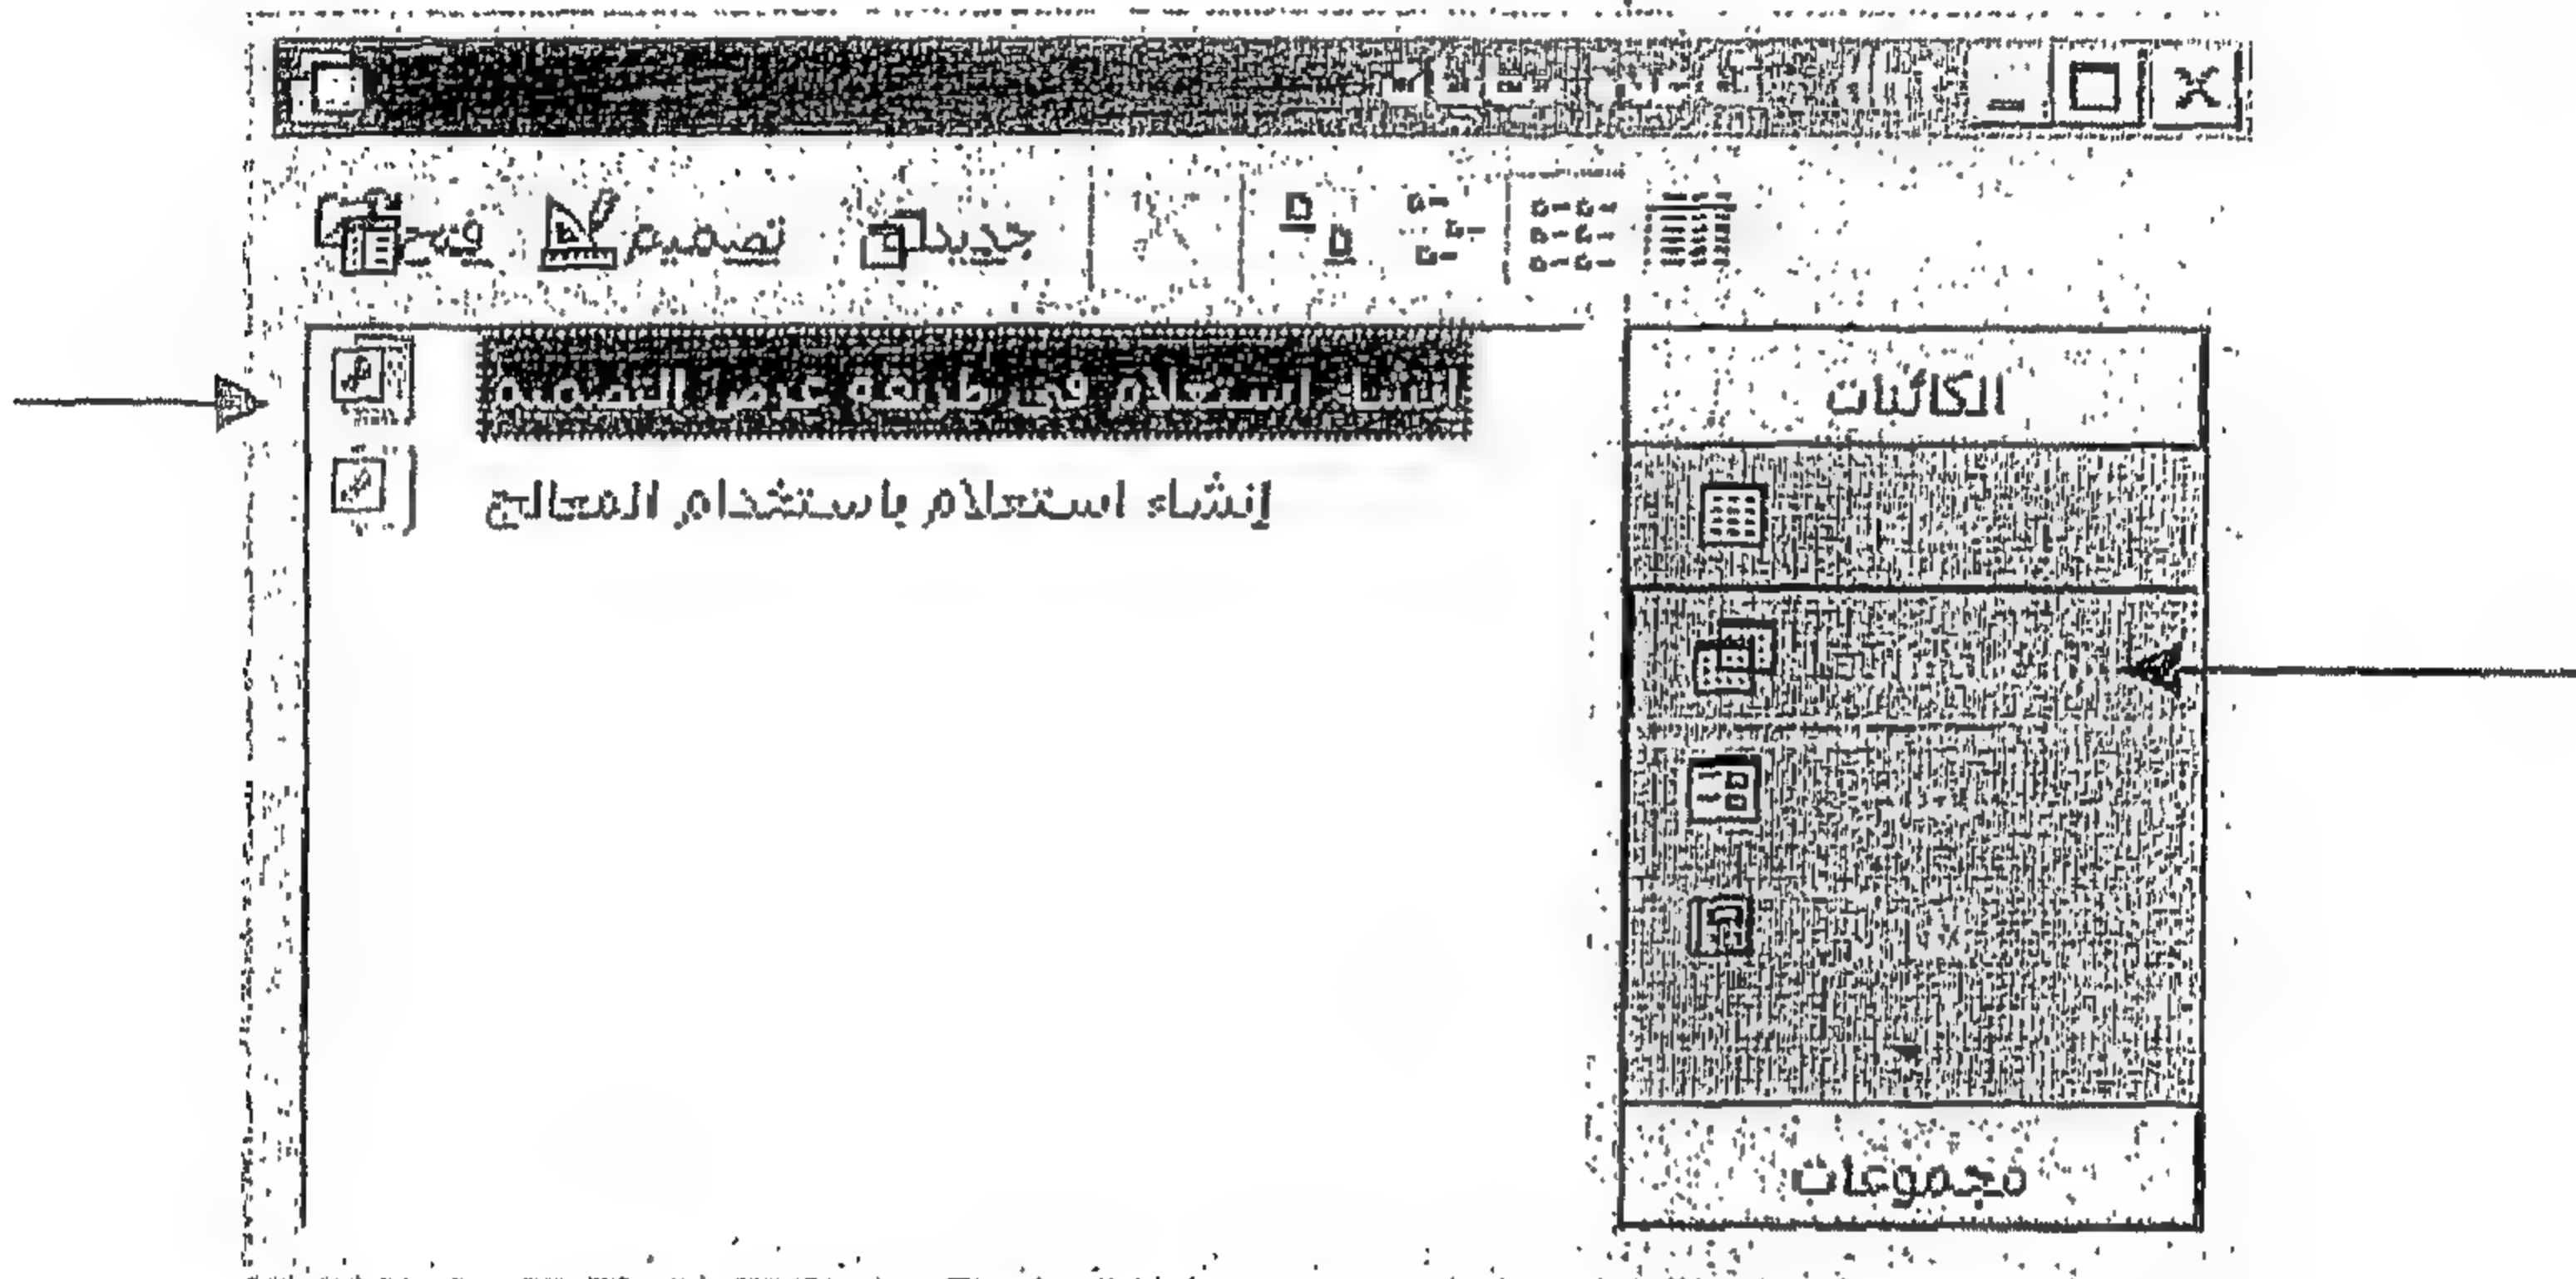 فتح تصميم جديد
إنشاء استعلام في طريقة عرض التصميم
إنشاء استعلام باستخدام المعالج
الكائنات
مجموعات